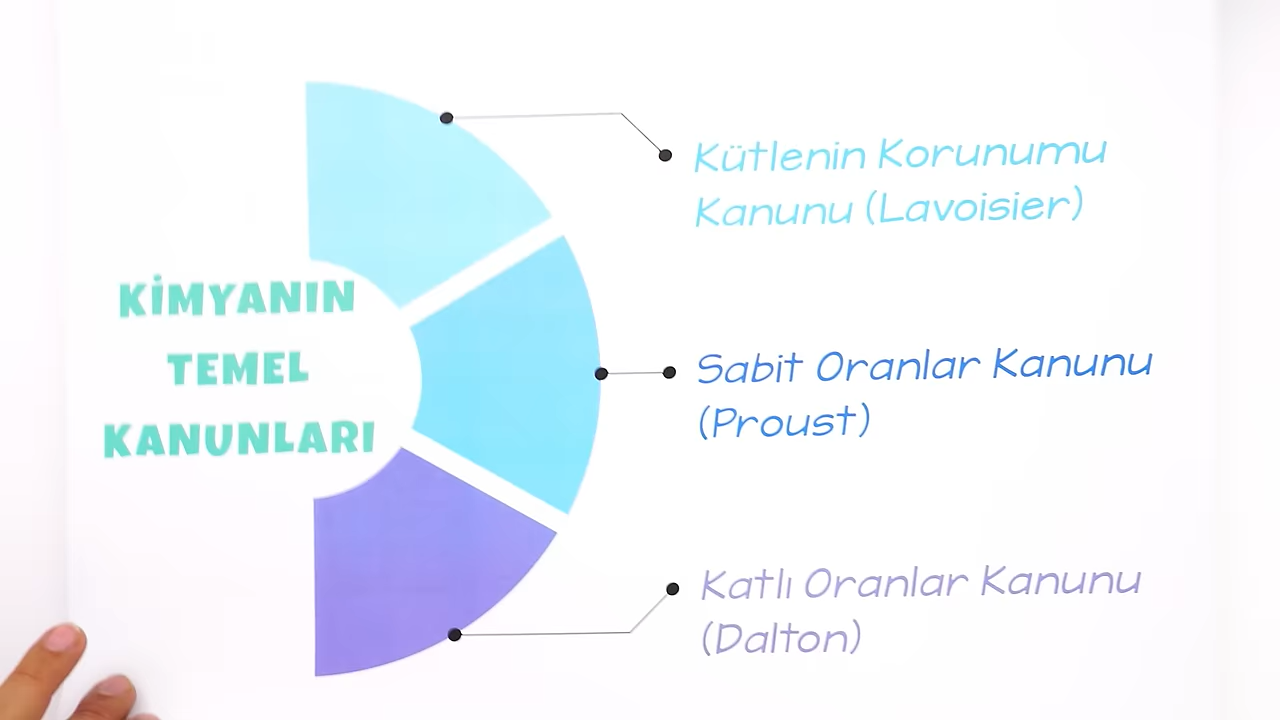 KİMYANIN
TEMEL
KANUNLARI
Kütlenin Korunumu
Kanunu (Lavoisier)
Sabit Oranlar Kanunu
(Proust)
Katlı Oranlar Kanunu
(Dalton)